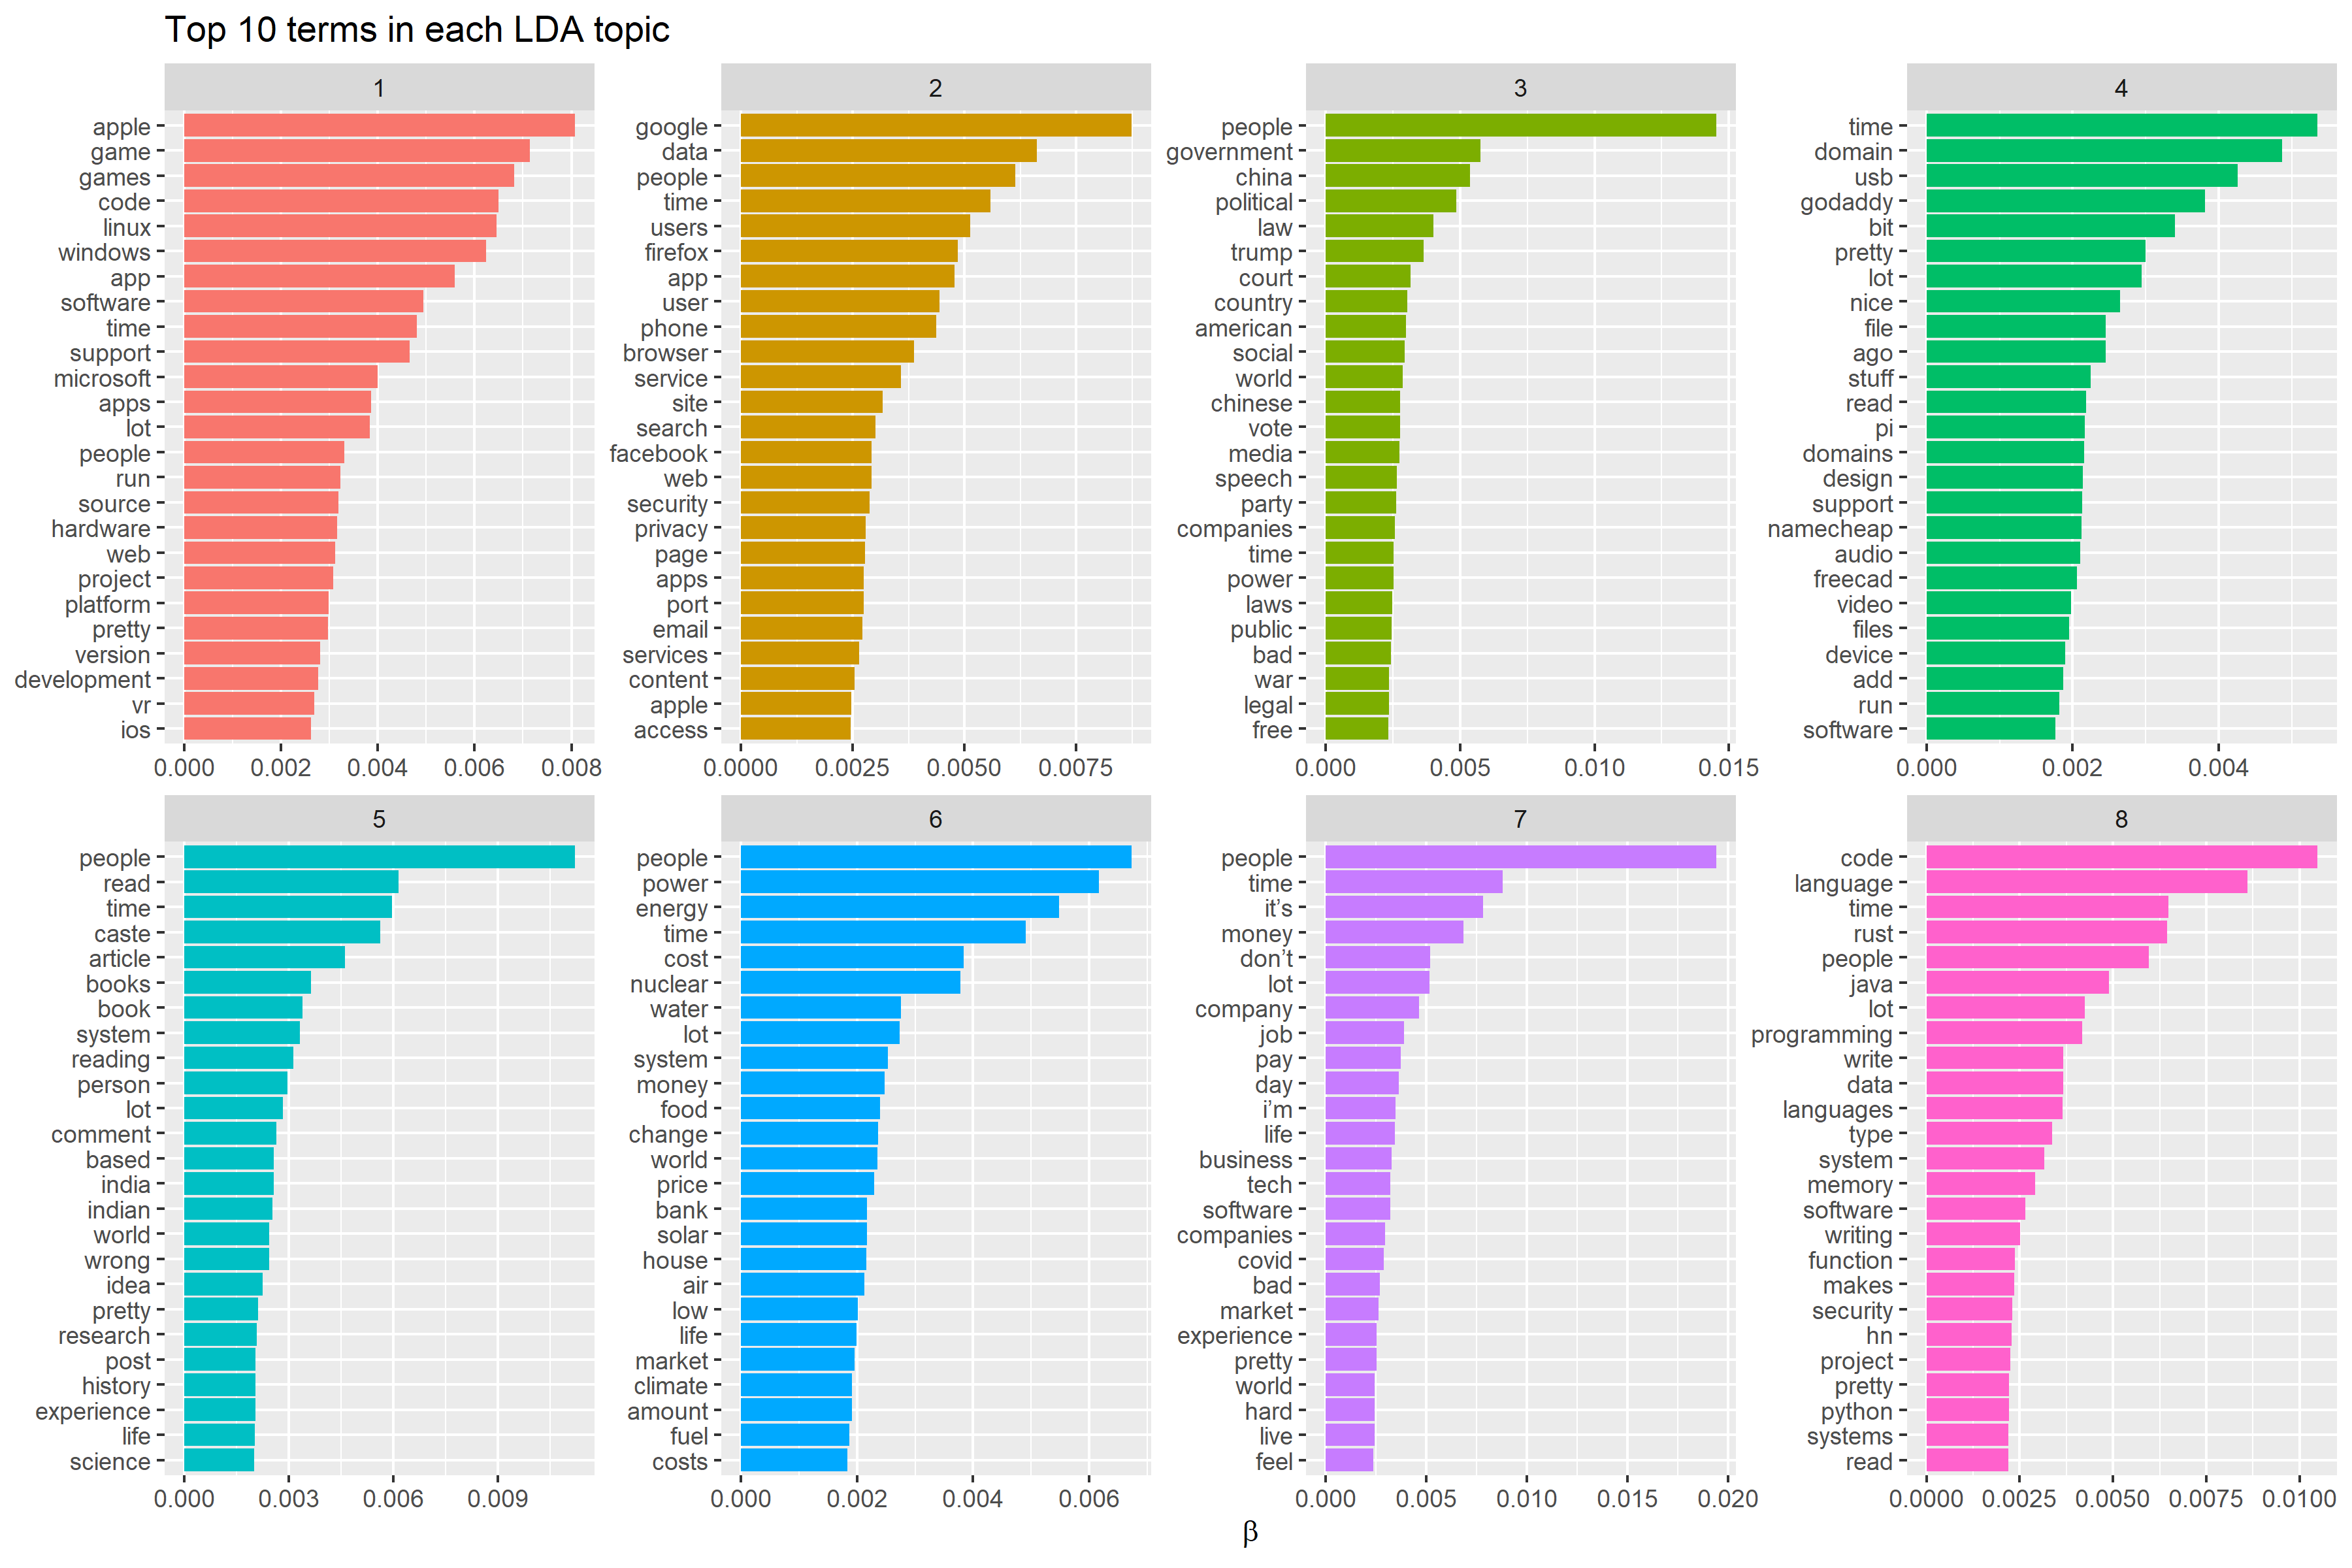 Top 10 terms in each LDA topic
1
apple
game
games
code
linux
windows
app
software
time
support
microsoft
apps
lot
people
run
source
hardware
web
project
platform
pretty
version
development
vr
ios
0.000 0.002 0.004 0.006 0.008
2
google
data
people
time
users
firefox
app
user
phone
browser
service
site
search
facebook
web
security
privacy
page
apps
port
email
services
content
apple
access
0.0000 0.0025 0.0050 0.0075
3
people
government
china
political
law
trump
court
country
american
social
world
chinese
vote
media
speech
party
companies
time
power
laws
public
bad
war
legal
free
0.000 0.005 0.010 0.015
4
time
domain
usb
godaddy
bit
pretty
lot
nice
file
ago
stuff
read
pi
domains
design
support
namecheap
audio
freecad
video
files
device
add
run
software
0.000 0.002 0.004
5
people
read
time
caste
article
books
book
system
reading
person
lot
comment
based
india
indian
world
wrong
idea
pretty
research
post
history
experience
life
science
0.000 0.003 0.006 0.009
6
people
power
energy
time
cost
nuclear
water
lot
system
money
food
change
world
price
bank
solar
house
air
low
life
market
climate
amount
fuel
costs
0.000 0.002 0.004 0.006
7
people
time
it’s
money
don’t
lot
company
job
pay
day
i’m
life
business
tech
software
companies
covid
bad
market
experience
pretty
world
hard
live
feel
0.000 0.005 0.010 0.015 0.020
8
code
language
time
rust
people
java
lot
programming
write
data
languages
type
system
memory
software
writing
function
makes
security
hn
project
pretty
python
systems
read
0.0000 0.0025 0.0050 0.0075 0.0100
β